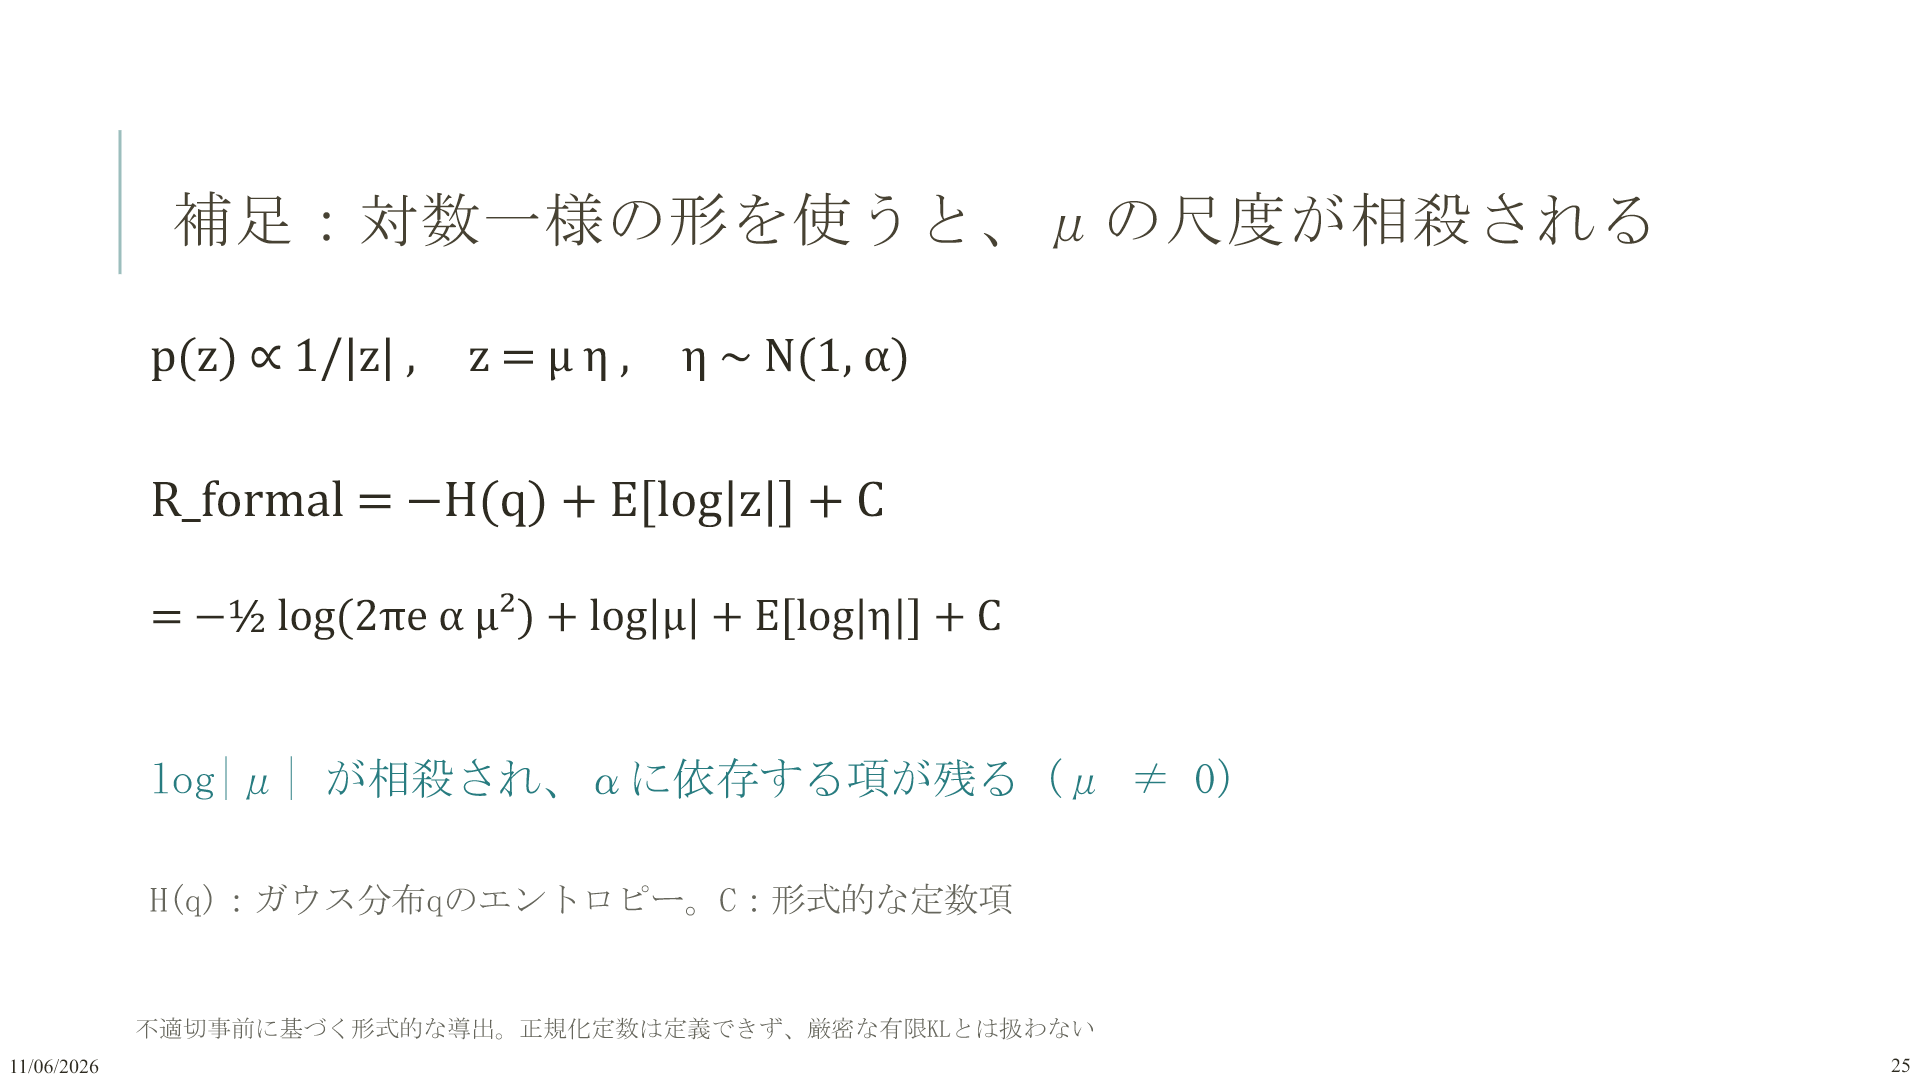 補足：対数一様の形を使うと、μの尺度が相殺される
p(z) ∝ 1/|z| ,　z = μ η ,　η ~ N(1, α)
R_formal = −H(q) + E[log|z|] + C
= −½ log(2πe α μ²) + log|μ| + E[log|η|] + C
log|μ| が相殺され、αに依存する項が残る（μ ≠ 0）
H(q)：ガウス分布qのエントロピー。C：形式的な定数項
不適切事前に基づく形式的な導出。正規化定数は定義できず、厳密な有限KLとは扱わない
11/06/2026
25